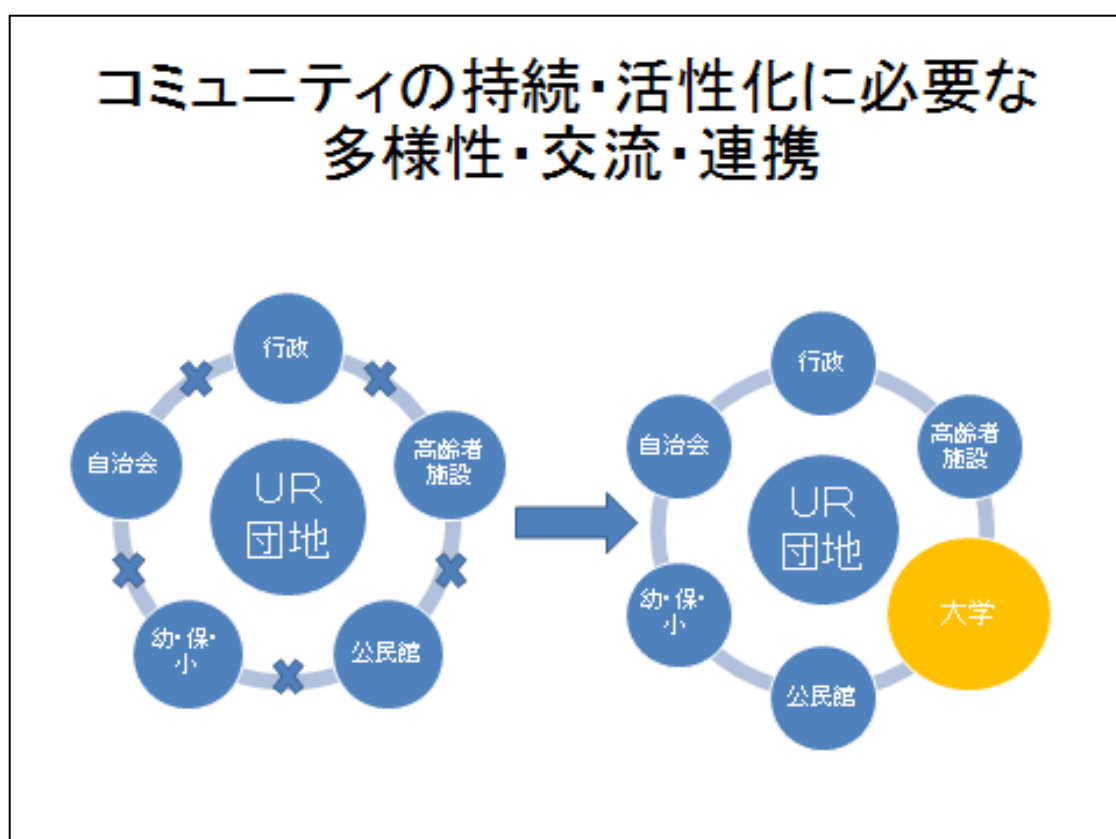 コミュニティの持続・活性化に必要な
多様性・交流・連携
行政
自治会
高齢者
施設
UR
団地
幼・保・
小
公民館
行政
自治会
高齢者
施設
UR
団地
幼・保・
小
大学
公民館